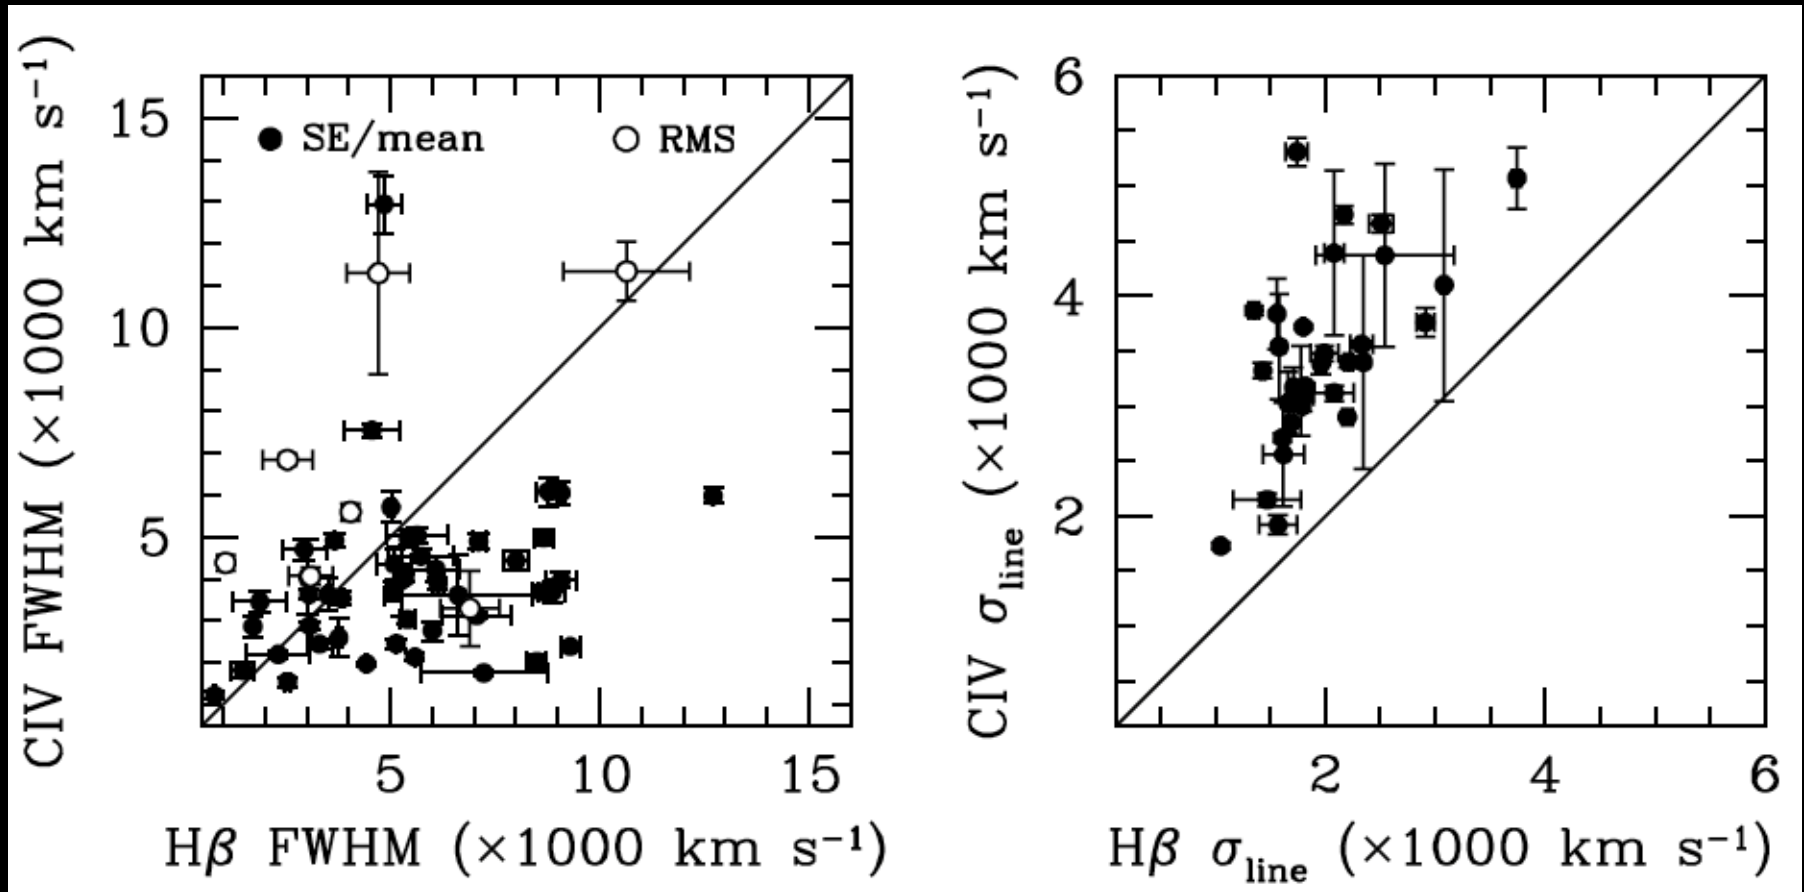 CIV FWHM (×1000 km s⁻¹)
15
10
5
● SE/mean ○ RMS
5 10 15
Hβ FWHM (×1000 km s⁻¹)
CIV σline (×1000 km s⁻¹)
6
4
2
2 4 6
Hβ σline (×1000 km s⁻¹)